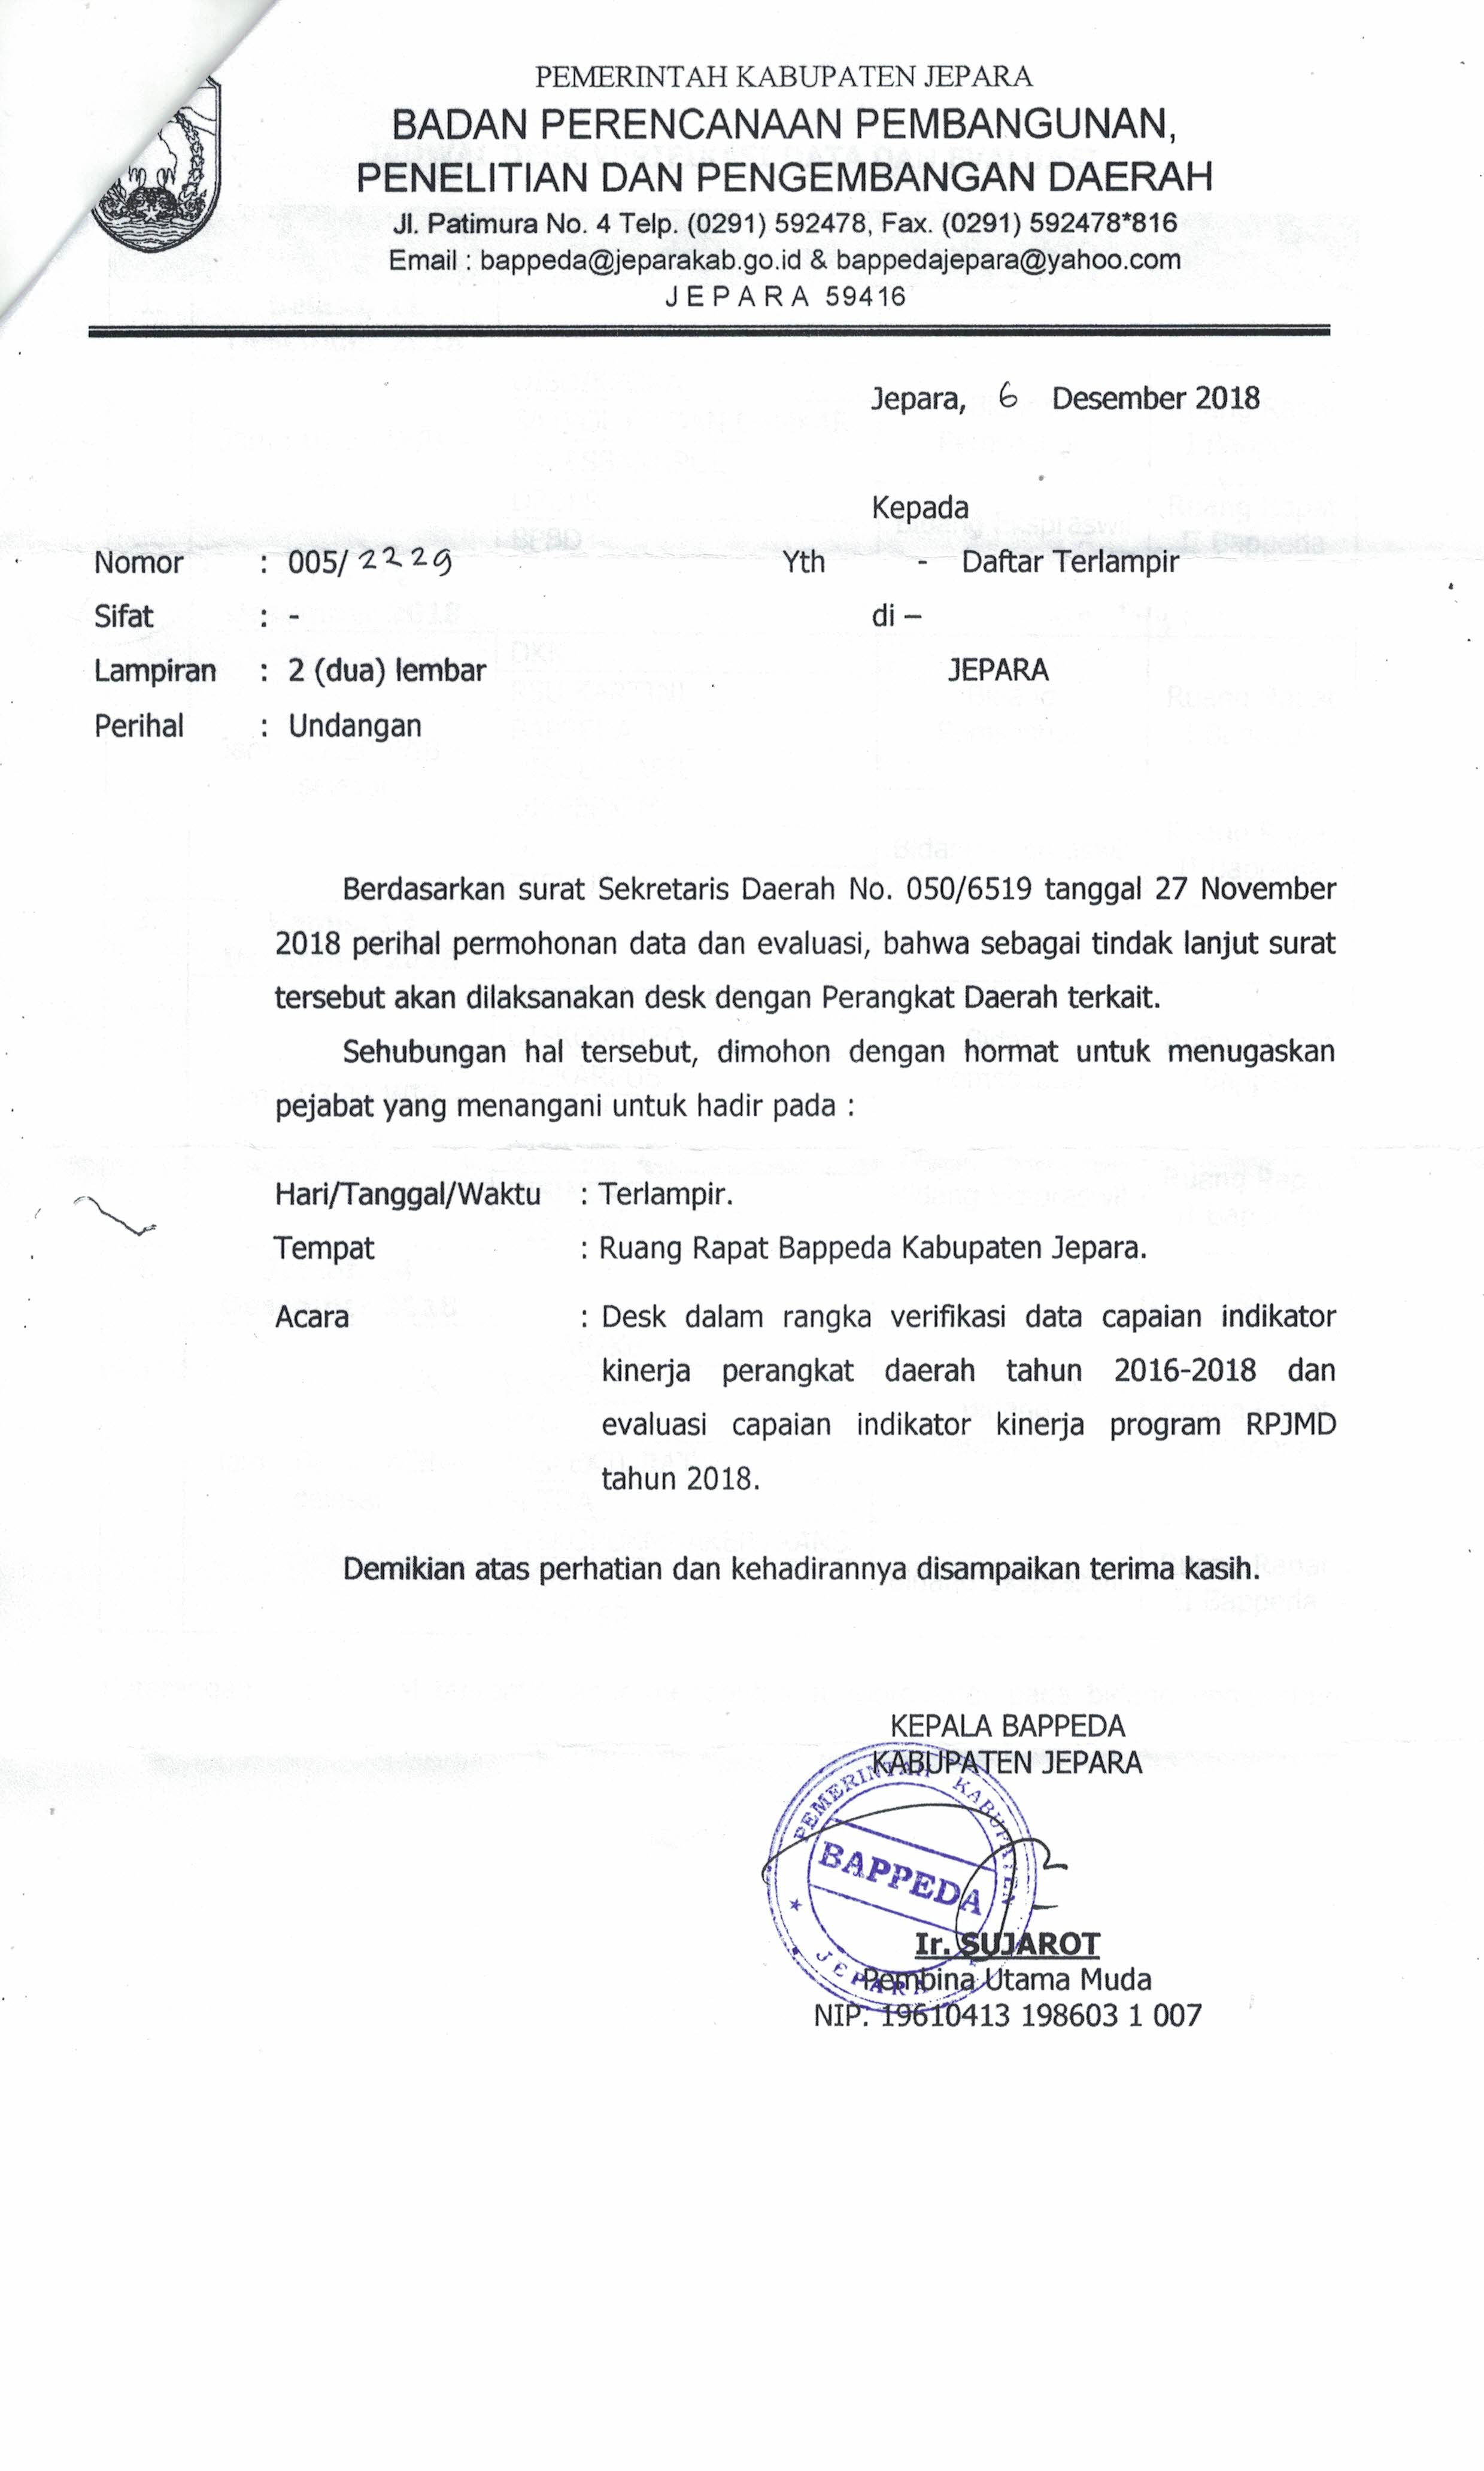 PEMERINTAH KABUPATEN JEPARA
BADAN PERENCANAAN PEMBANGUNAN,
PENELITIAN DAN PENGEMBANGAN DAERAH
Jl. Patimura No. 4 Telp. (0291) 592478, Fax. (0291) 592478*816
Email : bappeda@jeparakab.go.id & bappedajepara@yahoo.com
J E P A R A 59416
Jepara, 6 Desember 2018
Kepada
Nomor : 005/2229 Yth - Daftar Terlampir
Sifat : - di –
Lampiran : 2 (dua) lembar JEPARA
Perihal : Undangan
Berdasarkan surat Sekretaris Daerah No. 050/6519 tanggal 27 November
2018 perihal permohonan data dan evaluasi, bahwa sebagai tindak lanjut surat
tersebut akan dilaksanakan desk dengan Perangkat Daerah terkait.
Sehubungan hal tersebut, dimohon dengan hormat untuk menugaskan
pejabat yang menangani untuk hadir pada :
Hari/Tanggal/Waktu : Terlampir.
Tempat : Ruang Rapat Bappeda Kabupaten Jepara.
Acara : Desk dalam rangka verifikasi data capaian indikator
kinerja perangkat daerah tahun 2016-2018 dan
evaluasi capaian indikator kinerja program RPJMD
tahun 2018.
Demikian atas perhatian dan kehadirannya disampaikan terima kasih.
KEPALA BAPPEDA
KABUPATEN JEPARA
PEMERINTAH KABUPATEN
BAPPEDA
JEPARA
Ir. SUJAROT
Pembina Utama Muda
NIP. 19610413 198603 1 007